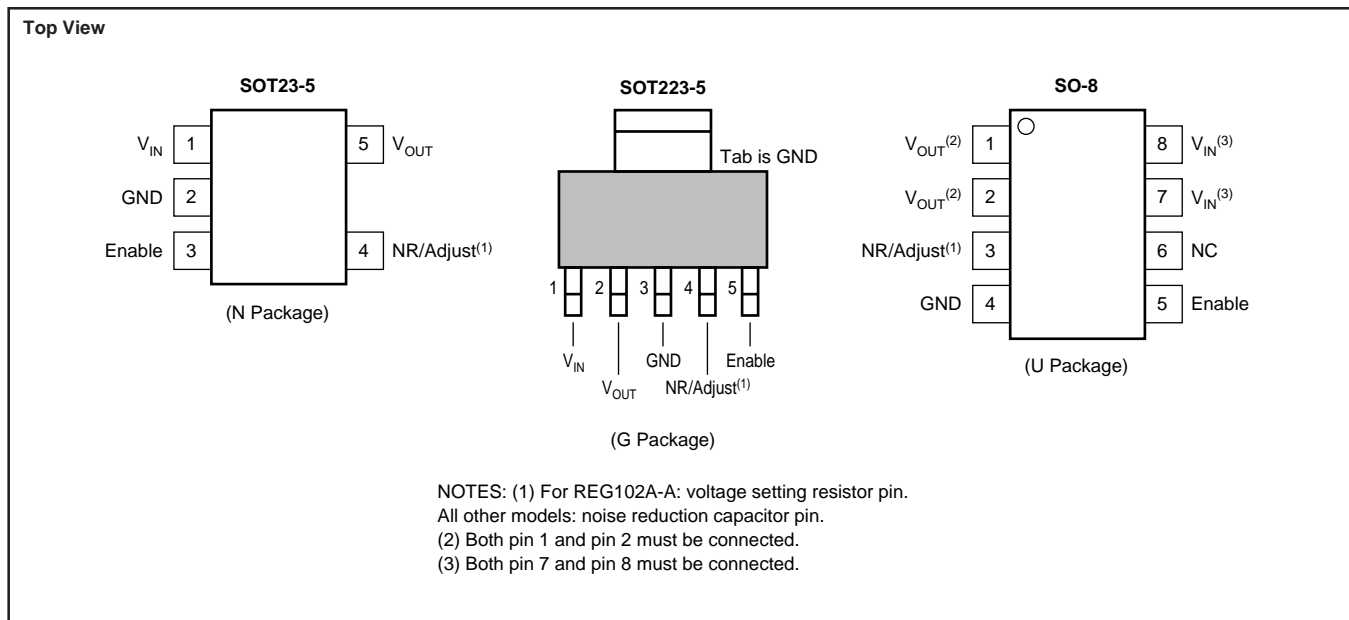 Top View
SOT23-5
V_IN 1
5 V_OUT
GND 2
Enable 3
4 NR/Adjust(1)
(N Package)
SOT223-5
Tab is GND
1 2 3 4 5
V_IN GND Enable
V_OUT NR/Adjust(1)
(G Package)
SO-8
V_OUT(2) 1
8 V_IN(3)
V_OUT(2) 2
7 V_IN(3)
NR/Adjust(1) 3
6 NC
GND 4
5 Enable
(U Package)
NOTES: (1) For REG102A-A: voltage setting resistor pin.
All other models: noise reduction capacitor pin.
(2) Both pin 1 and pin 2 must be connected.
(3) Both pin 7 and pin 8 must be connected.